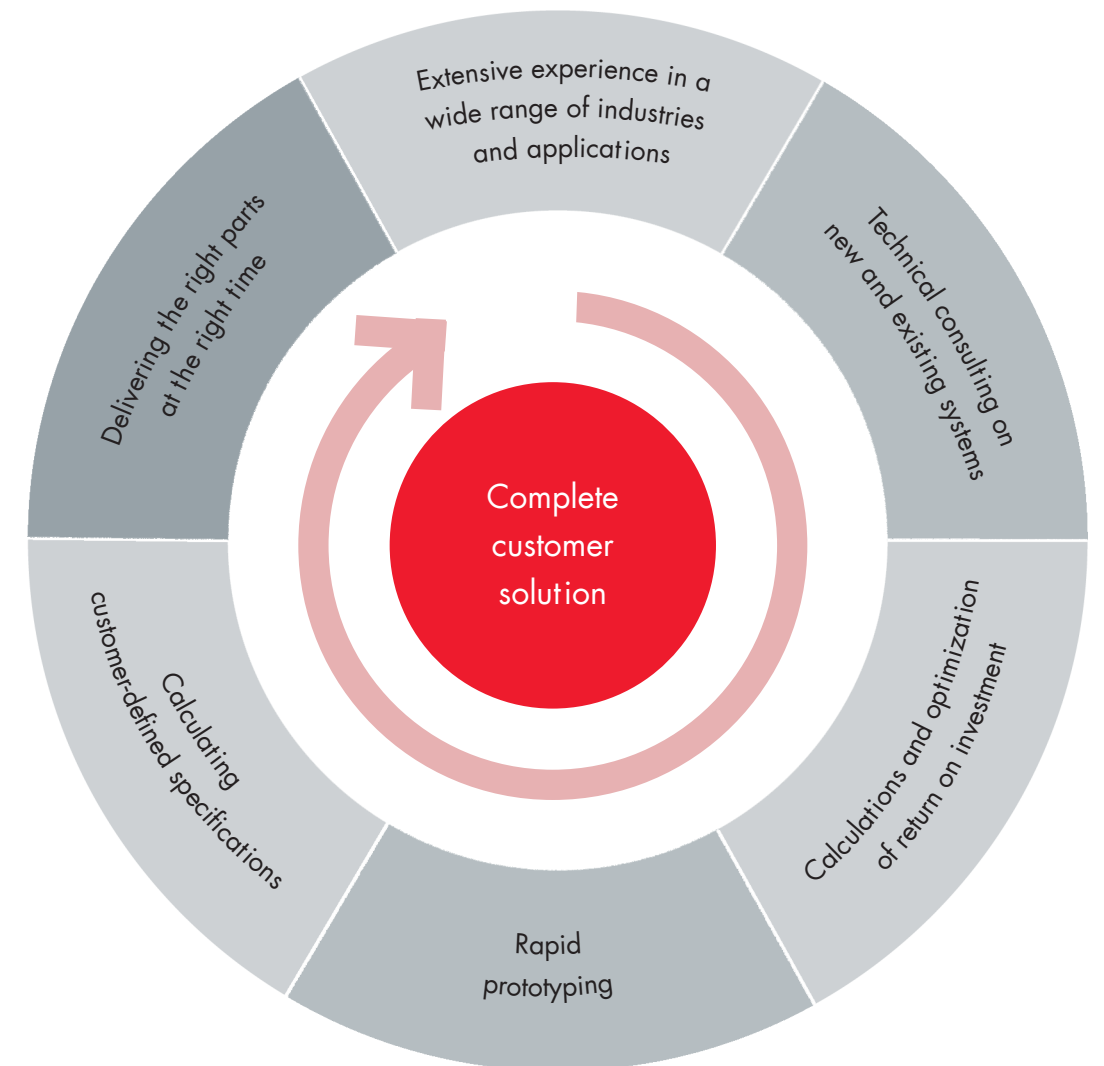 Extensive experience in a
wide range of industries
and applications
Technical consulting on
new and existing systems
Calculations and optimization
of return on investment
Rapid
prototyping
Calculating
customer-defined specifications
Delivering the right parts
at the right time
Complete
customer
solution